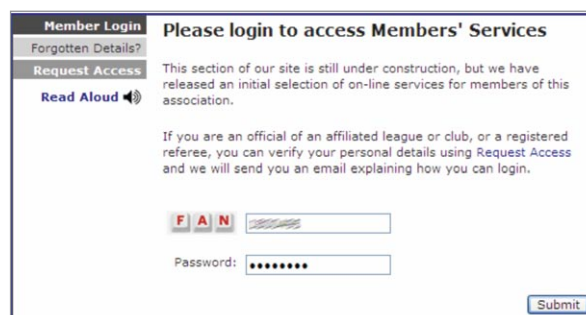 Member Login
Forgotten Details?
Request Access
Read Aloud
Please login to access Members' Services
This section of our site is still under construction, but we have
released an initial selection of on-line services for members of this
association.
If you are an official of an affiliated league or club, or a registered
referee, you can verify your personal details using Request Access
and we will send you an email explaining how you can login.
F A N
Password: ••••••••
Submit